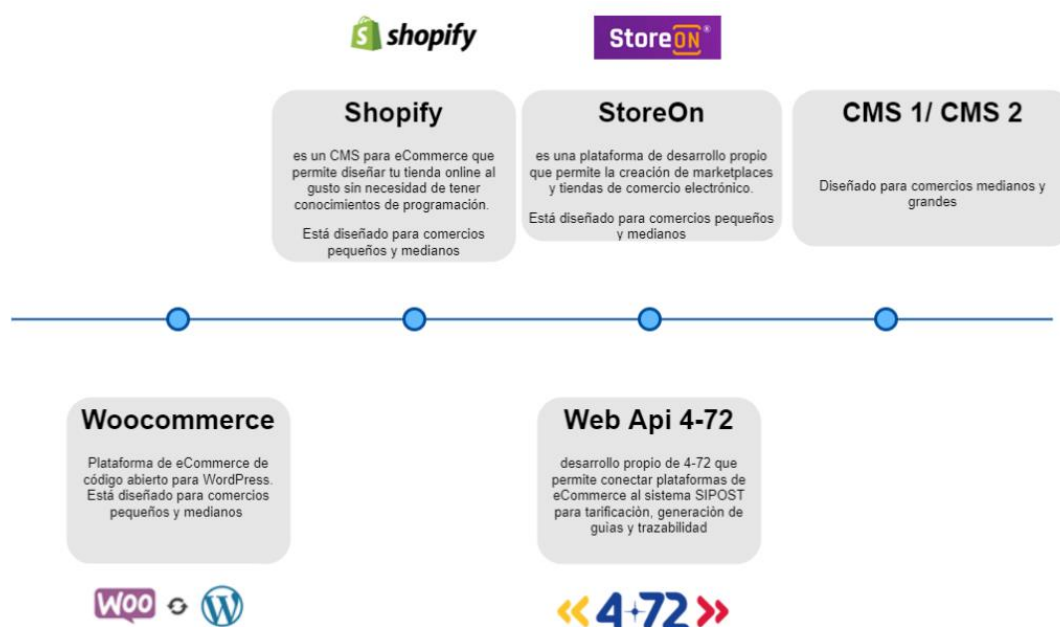 shopify
StoreON®
Shopify
es un CMS para eCommerce que
permite diseñar tu tienda online al
gusto sin necesidad de tener
conocimientos de programación.
Está diseñado para comercios
pequeños y medianos
StoreOn
es una plataforma de desarrollo propio
que permite la creación de marketplaces
y tiendas de comercio electrónico.
Está diseñado para comercios pequeños
y medianos
CMS 1/ CMS 2
Diseñado para comercios medianos y
grandes
Woocommerce
Plataforma de eCommerce de
código abierto para WordPress.
Está diseñado para comercios
pequeños y medianos
Web Api 4-72
desarrollo propio de 4-72 que
permite conectar plataformas de
eCommerce al sistema SIPOST
para tarificaciòn, generaciòn de
guìas y trazabilidad
WOO
W
4+72